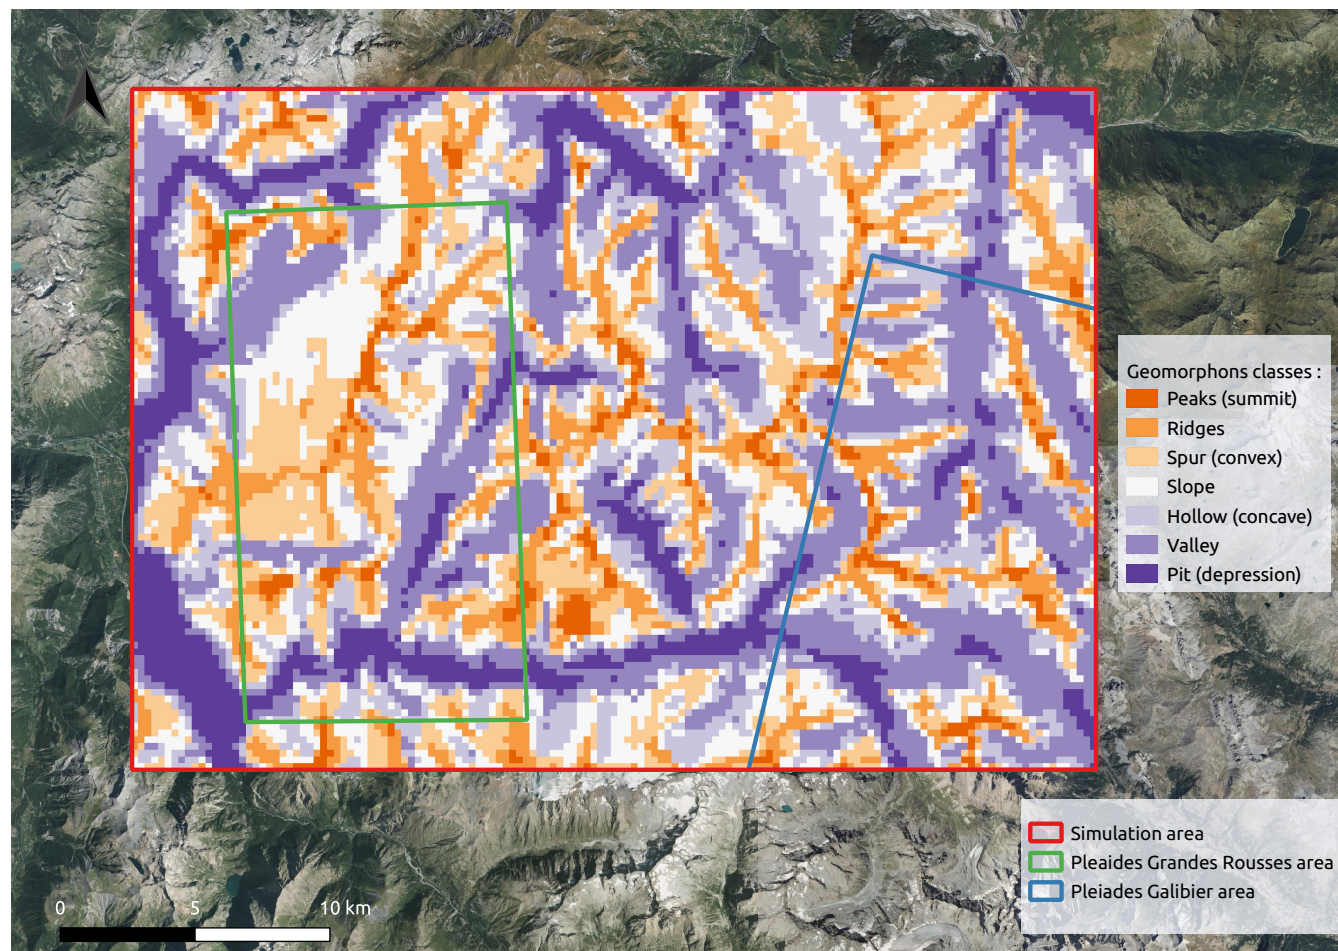 Geomorphons classes :
Peaks (summit)
Ridges
Spur (convex)
Slope
Hollow (concave)
Valley
Pit (depression)
Simulation area
Pleaides Grandes Rousses area
Pleiades Galibier area
0 5 10 km